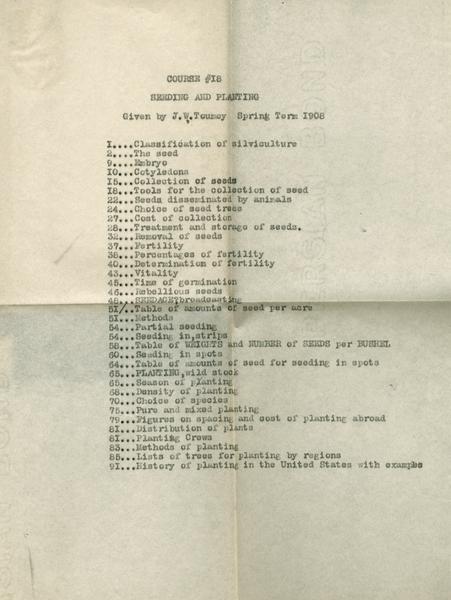 COURSE #18
SEEDING AND PLANTING
Given by J.W.Toumey Spring Term 1908
1....Classification of silviculture
2....The seed
9....Embryo
10...Cotyledons
15...Collection of seeds
18...Tools for the collection of seed
22...Seeds disseminated by animals
24...Choice of seed trees
27...Cost of collection
28...Treatment and storage of seeds.
32...Removal of seeds
37...Fertility
38...Percentages of fertility
40...Determination of fertility
43...Vitality
45...Time of germination
46...Rebellious seeds
48...SEEDAGE?broadcasting
51/..Table of amounts of seed per acre
51...Methods
54...Partial seeding
54...Seeding in,strips
58...Table of WEIGHTS and NUMBER of SEEDS per BUSHEL
60...Seeding in spots
64...Table of amounts of seed for seeding in spots
65...PLANTING,wild stock
65...Season of planting
68...Density of planting
70...Choice of species
75...Pure and mixed planting
79...Figures on spacing and cost of planting abroad
81...Distribution of plants
81...Planting Crews
83...Methods of planting
85...Lists of trees for planting by regions
91...History of planting in the United States with examples
BOND